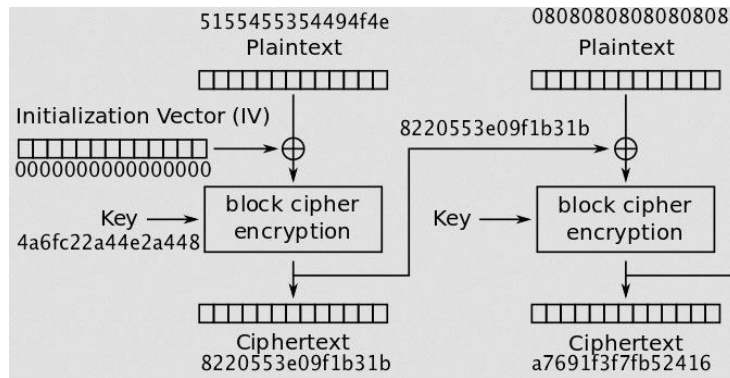 5155455354494f4e
Plaintext
0808080808080808
Plaintext
Initialization Vector (IV)
0000000000000000
8220553e09f1b31b
Key
4a6fc22a44e2a448
block cipher
encryption
Key
block cipher
encryption
Ciphertext
8220553e09f1b31b
Ciphertext
a7691f3f7fb52416